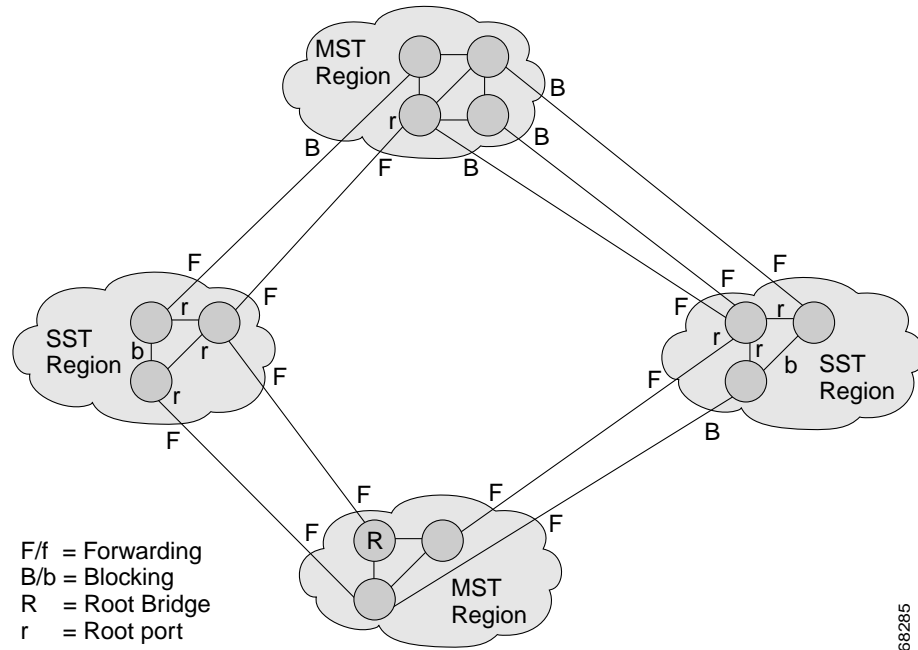 MST
Region
B
r
B
B
F
B
F
F
F
F
F
r
r
SST
Region
b
r
r
F
r
r
b
SST
Region
F
F
B
F
F
F
F
R
MST
Region
F/f = Forwarding
B/b = Blocking
R = Root Bridge
r = Root port
68285